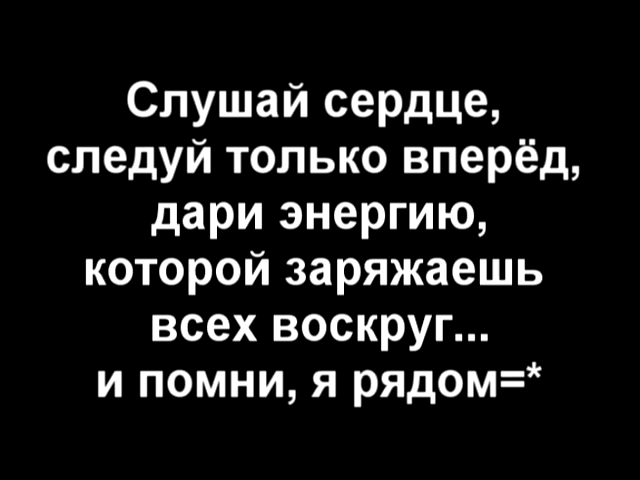 Слушай сердце,
следуй только вперёд,
дари энергию,
которой заряжаешь
всех воскруг...
и помни, я рядом=*